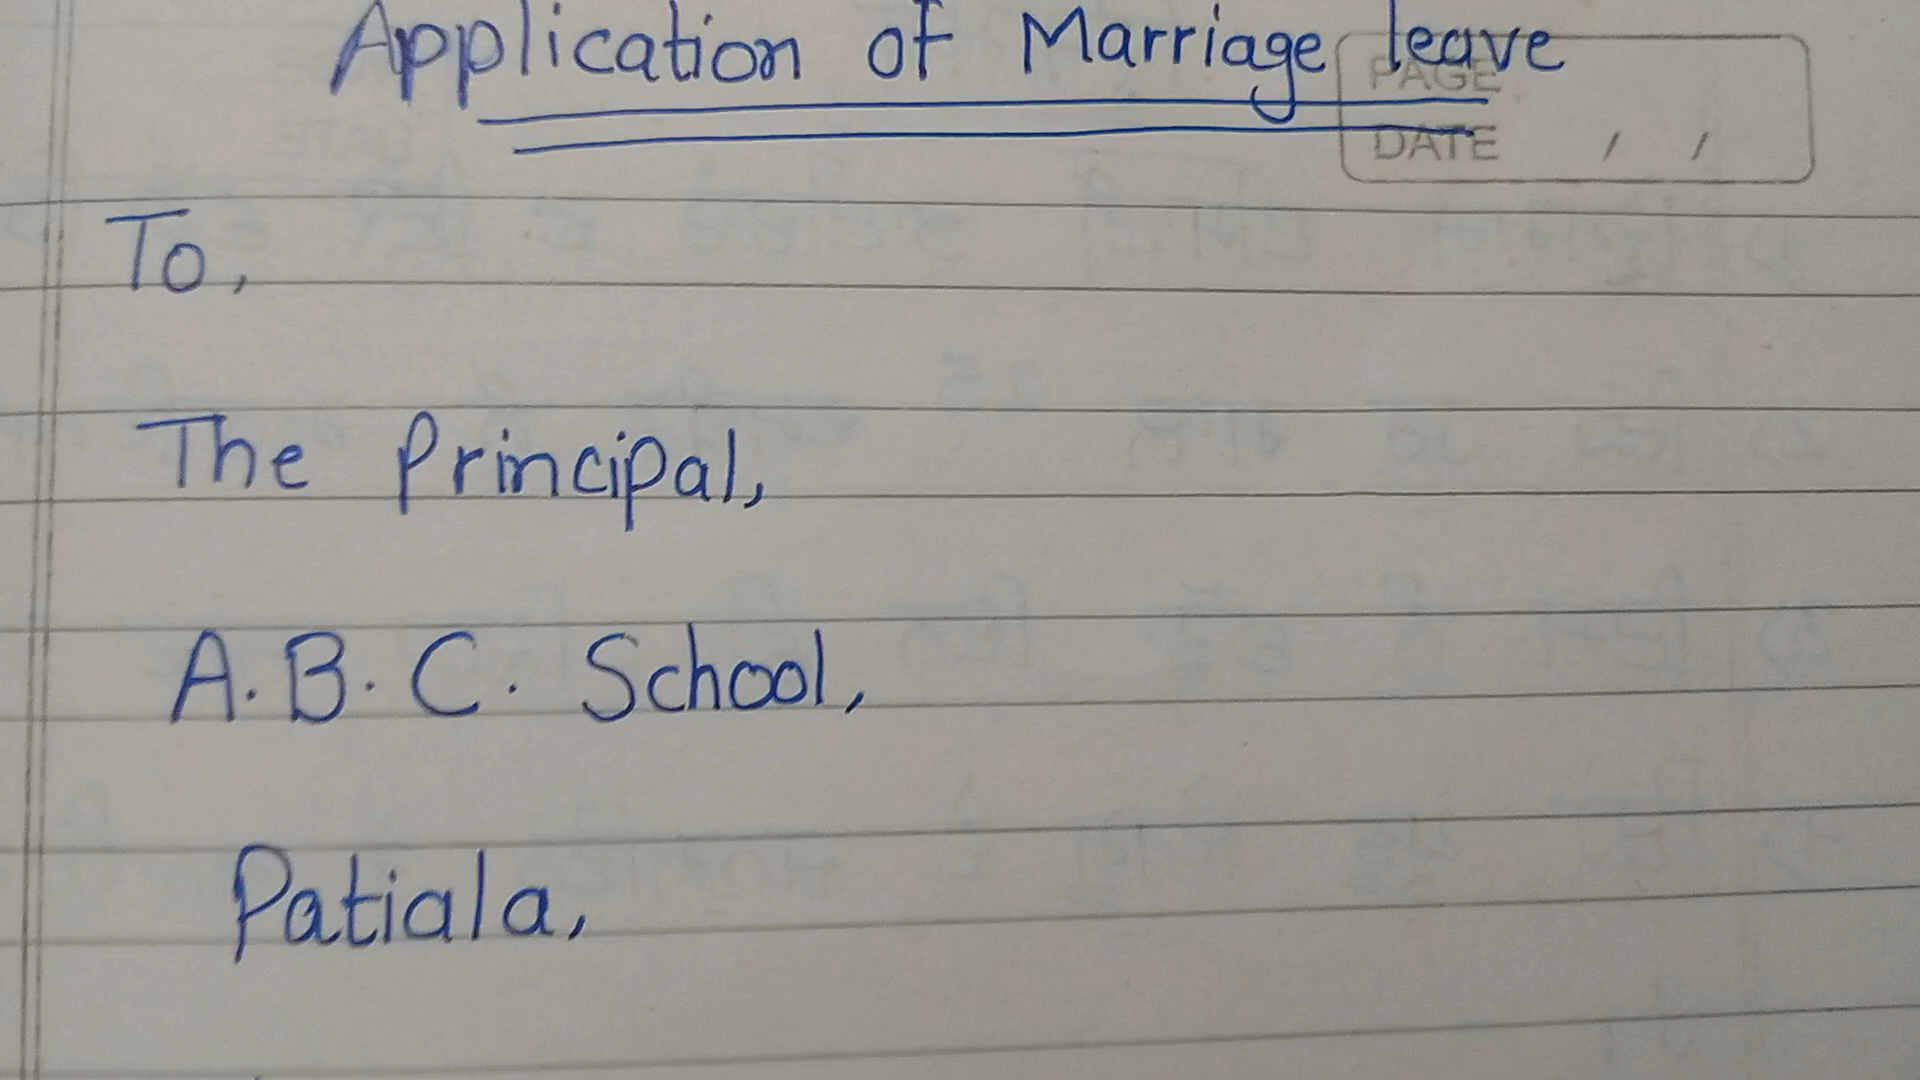 Application of Marriage leave
PAGE
DATE / /
To,
The Principal,
A.B.C. School,
Patiala,